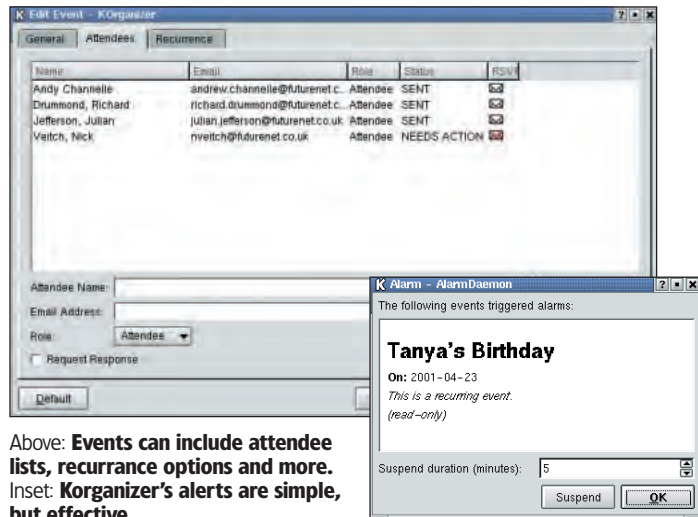 Edit Event - KOrganizer
General Attendees Recurrence
Name Email Role Status RSVP
Andy Channelle andrew.channelle@futurenet.c.. Attendee SENT
Drummond, Richard richard.drummond@futurenet.c.. Attendee SENT
Jefferson, Julian julian.jefferson@futurenet.co.uk Attendee SENT
Veitch, Nick nveitch@futurenet.co.uk Attendee NEEDS ACTION
Attendee Name:
Email Address:
Role: Attendee
Request Response
Default
Alarm - AlarmDaemon
The following events triggered alarms:
Tanya's Birthday
On: 2001-04-23
This is a recurring event.
(read-only)
Suspend duration (minutes): 5
Suspend OK
Above: Events can include attendee
lists, recurrance options and more.
Inset: Korganizer's alerts are simple,
but effective